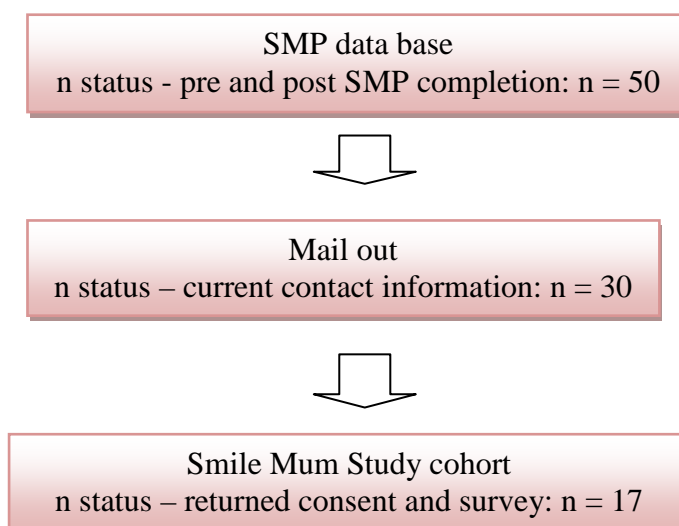 SMP data base
n status - pre and post SMP completion: n = 50
Mail out
n status – current contact information: n = 30
Smile Mum Study cohort
n status – returned consent and survey: n = 17